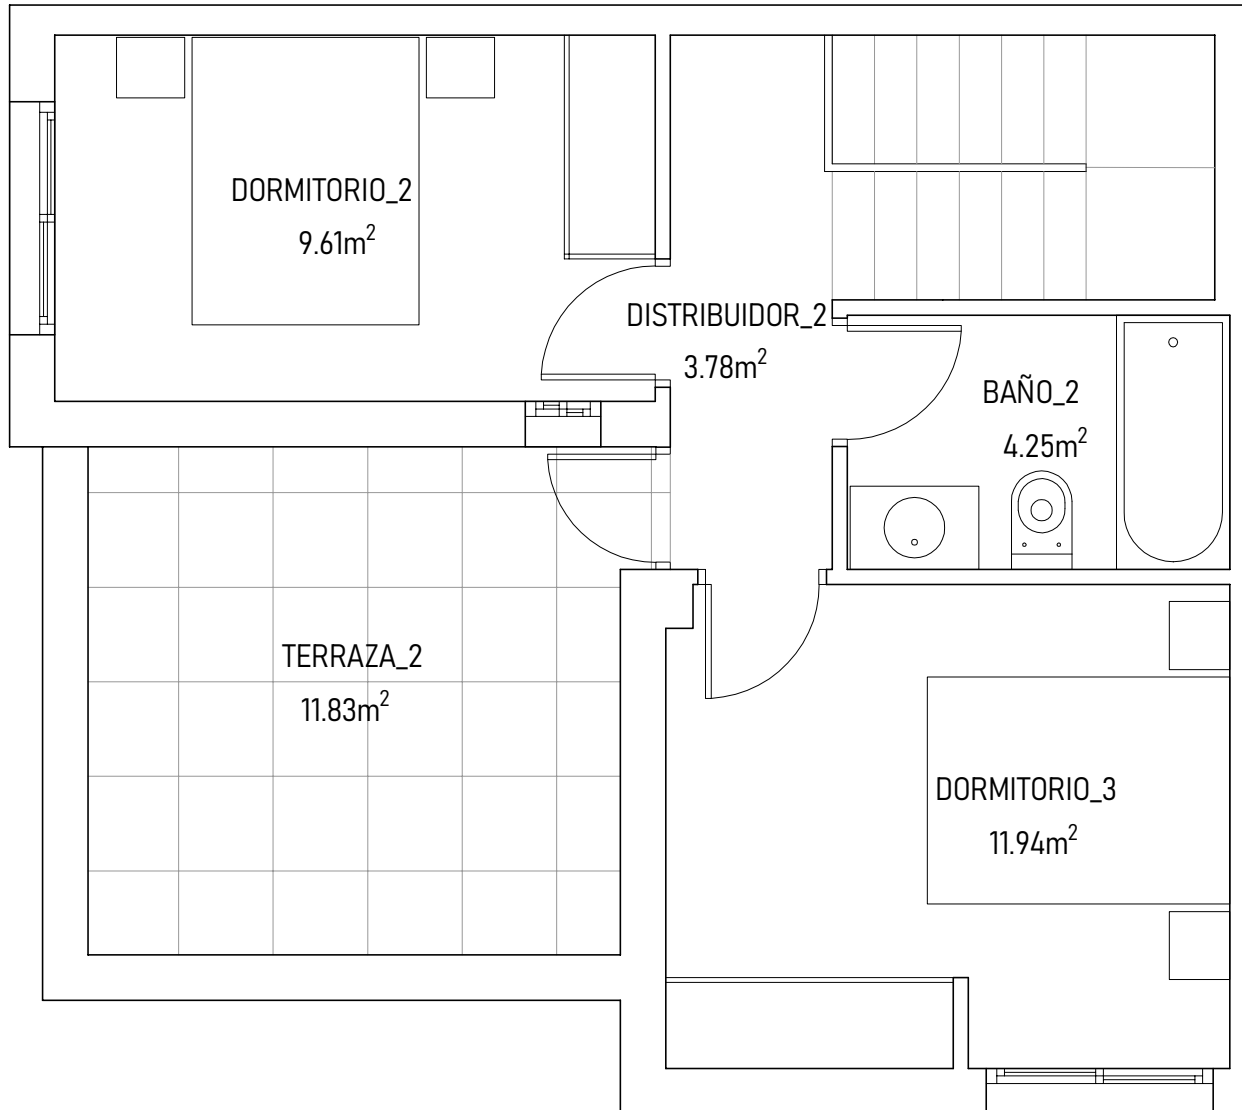 DORMITORIO_2
9.61m²
DISTRIBUIDOR_2
3.78m²
BAÑO_2
4.25m²
TERRAZA_2
11.83m²
DORMITORIO_3
11.94m²